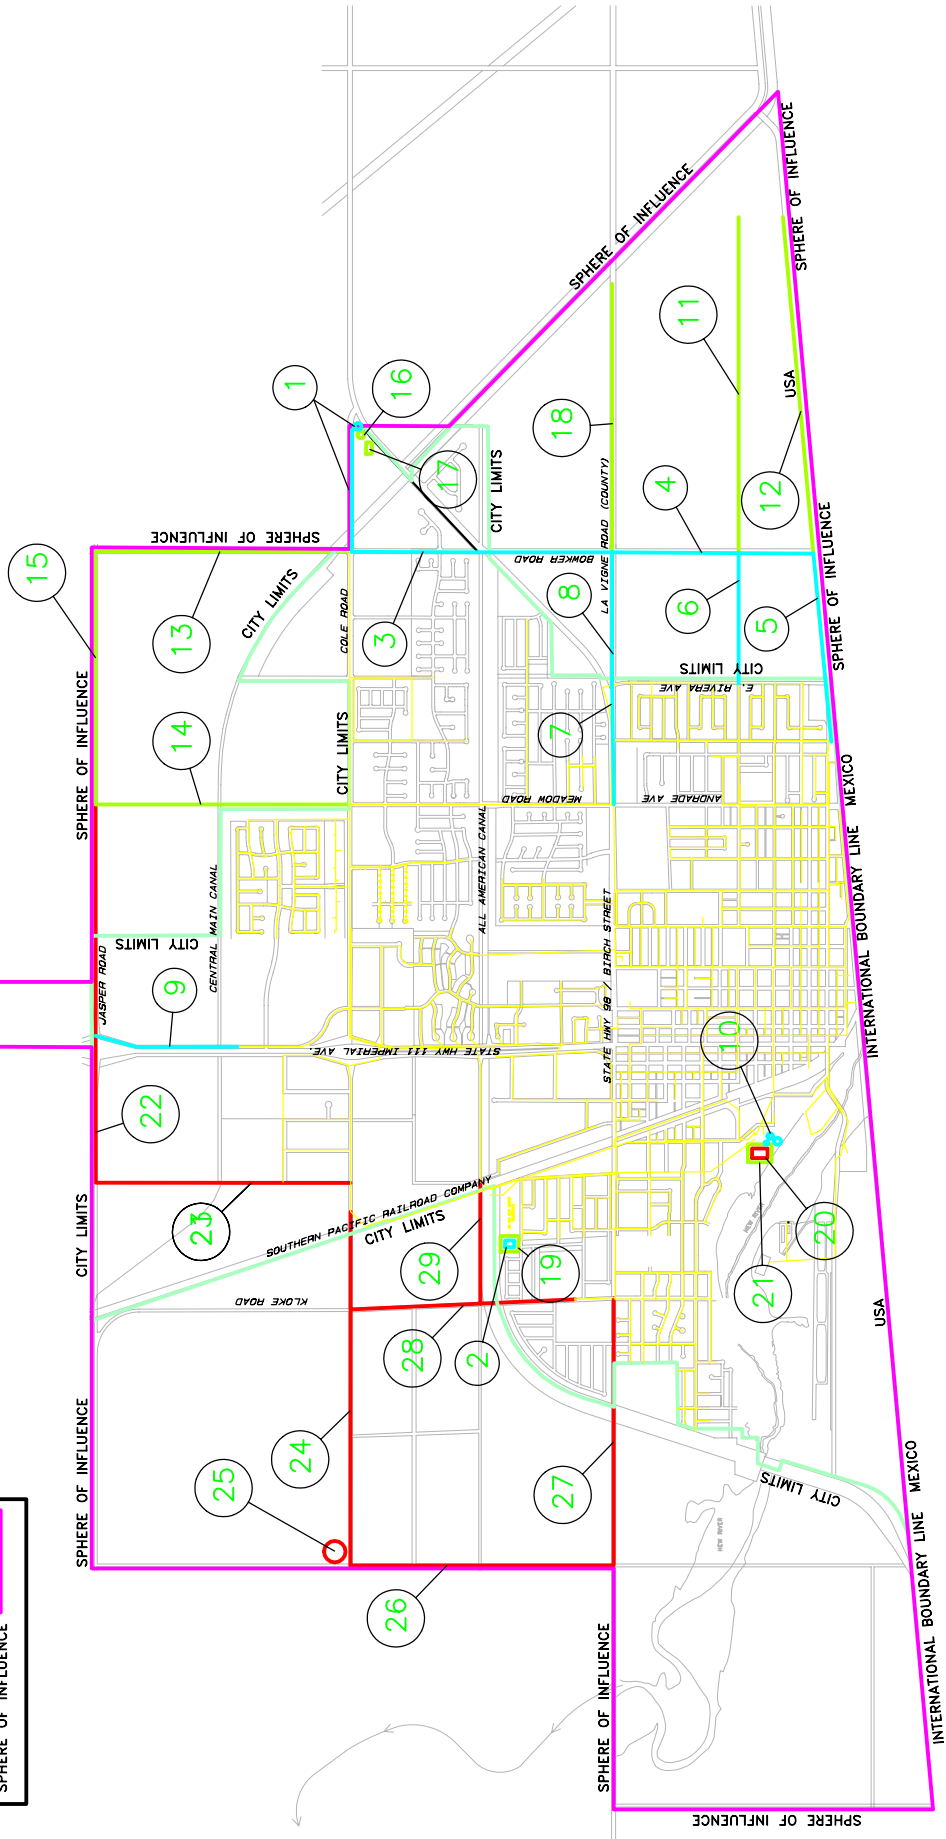 SPHERE OF INFLUENCE
SPHERE OF INFLUENCE
SPHERE OF INFLUENCE
SPHERE OF INFLUENCE
SPHERE OF INFLUENCE
SPHERE OF INFLUENCE
SPHERE OF INFLUENCE
SPHERE OF INFLUENCE
SPHERE OF INFLUENCE
CITY LIMITS
CITY LIMITS
CITY LIMITS
CITY LIMITS
CITY LIMITS
CITY LIMITS
CITY LIMITS
CITY LIMITS
JASPER ROAD
CENTRAL MAIN CANAL
COLE ROAD
KLOKE ROAD
SOUTHERN PACIFIC RAILROAD COMPANY
STATE HWY 111 IMPERIAL AVE.
ALL AMERICAN CANAL
MEADOW ROAD
BOWKER ROAD
LA VIGNE ROAD (COUNTY)
STATE HWY 98 / BIRCH STREET
ANDRADE AVE
E. RIVERA AVE
NEW RIVER
NEW RIVER
USA
USA
MEXICO
MEXICO
INTERNATIONAL BOUNDARY LINE
INTERNATIONAL BOUNDARY LINE
1
2
3
4
5
6
7
8
9
10
11
12
13
14
15
16
17
18
19
20
21
22
24
25
26
27
28
29